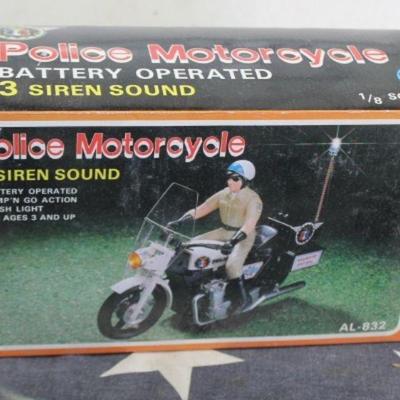 Police Motorcycle
BATTERY OPERATED
3 SIREN SOUND
1/8 S
olice Motorcycle
SIREN SOUND
TERY OPERATED
MP'N GO ACTION
SH LIGHT
AGES 3 AND UP
AL-832